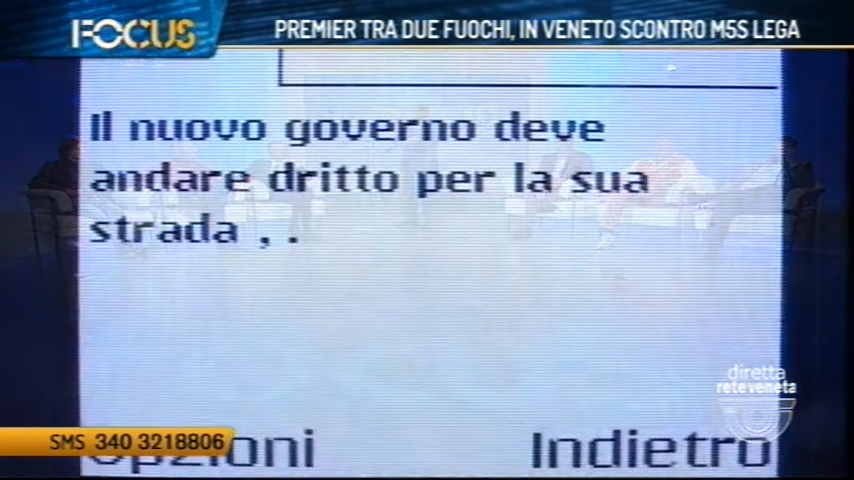 FOCUS
PREMIER TRA DUE FUOCHI, IN VENETO SCONTRO M5S LEGA
Il nuovo governo deve
andare dritto per la sua
strada , .
diretta
reteveneta
SMS 340 3218806
Opzioni
Indietro